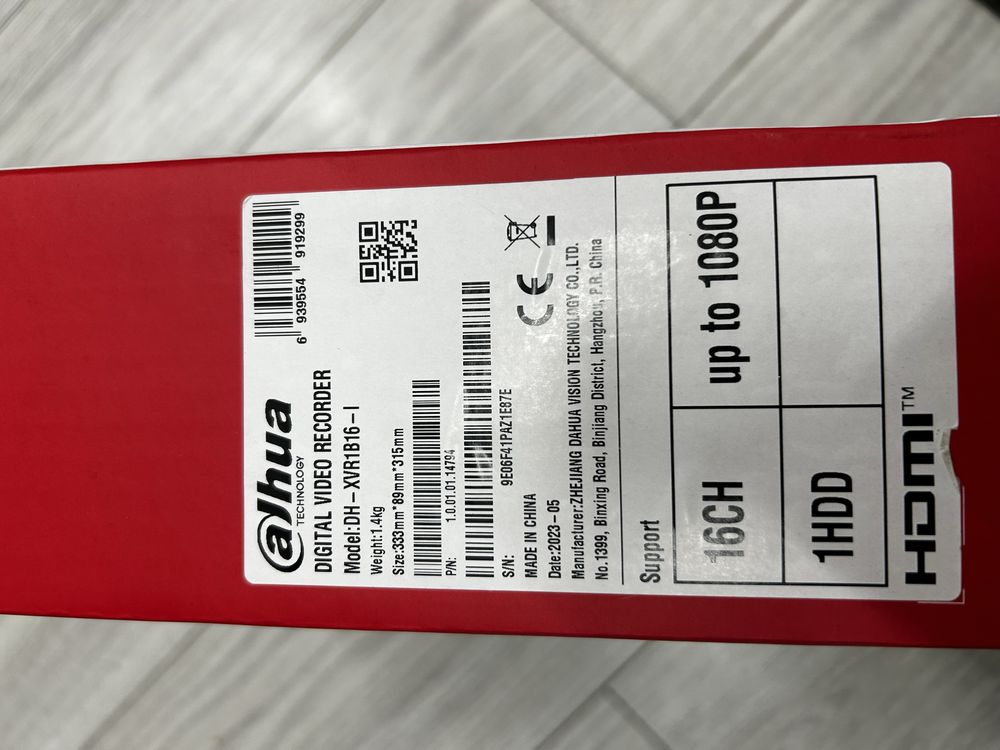 alhua
TECHNOLOGY
6 939554 919299
DIGITAL VIDEO RECORDER
Model:DH-XVR1B16-I
Weight:1.4kg
Size:333mm*89mm*315mm
P/N: 1.0.01.01.14794
S/N: 9E06F41PAZ1E87E
MADE IN CHINA
Date:2023-05
CE
Manufacturer:ZHEJIANG DAHUA VISION TECHNOLOGY CO.,LTD.
No.1399, Binxing Road, Binjiang District, Hangzhou, P.R. China
Support
16CH up to 1080P
1HDD
HDMI™